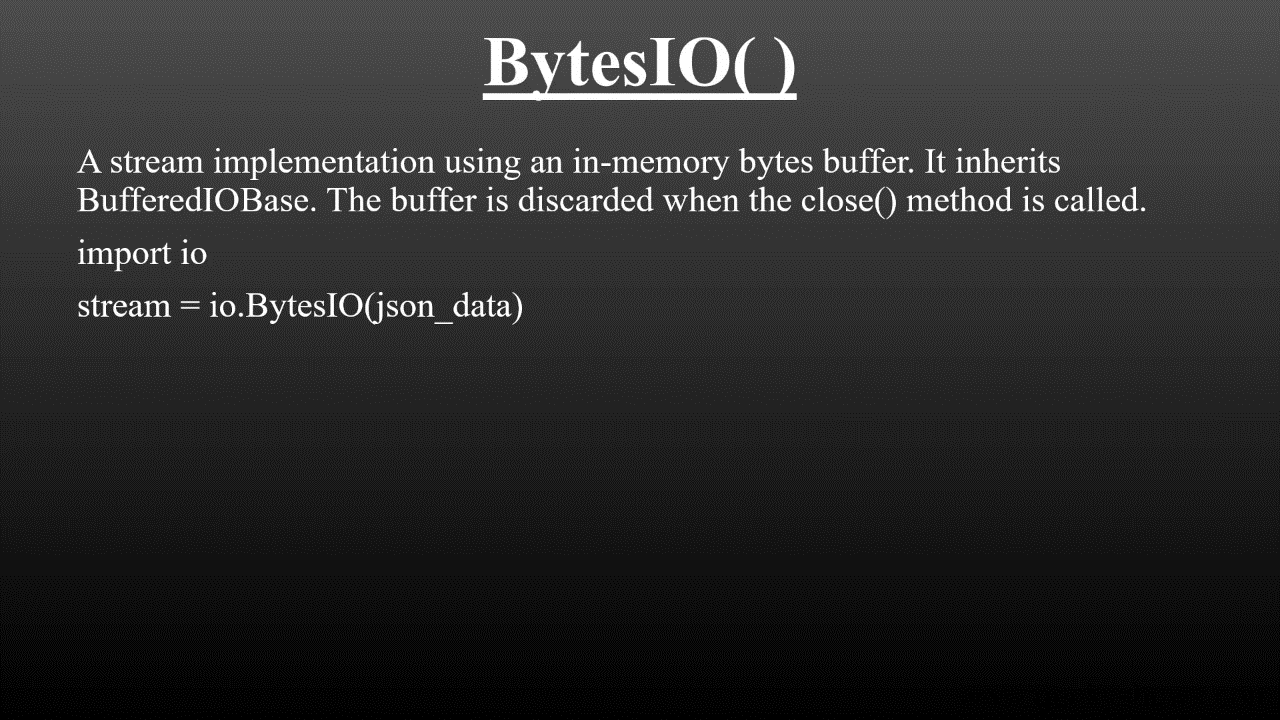 BytesIO( )
A stream implementation using an in-memory bytes buffer. It inherits
BufferedIOBase. The buffer is discarded when the close() method is called.
import io
stream = io.BytesIO(json_data)